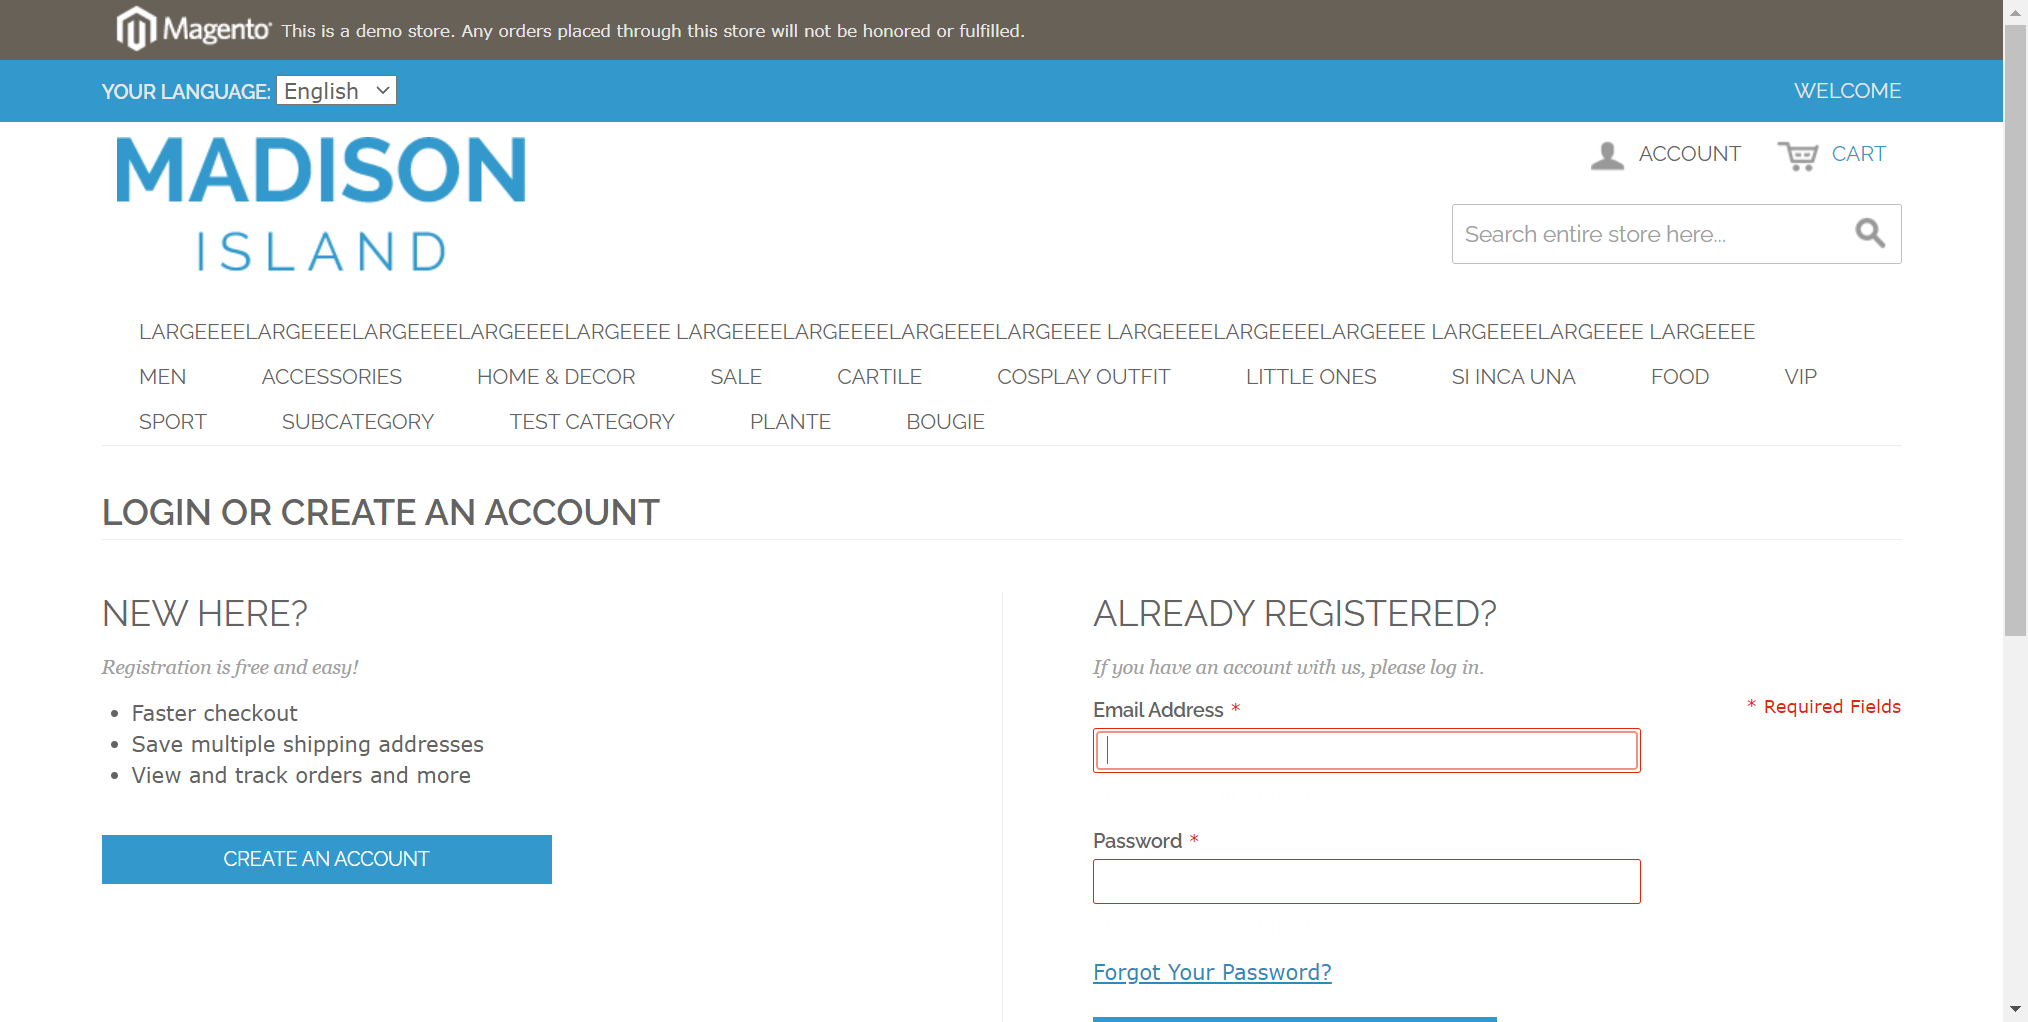 Magento® This is a demo store. Any orders placed through this store will not be honored or fulfilled.
YOUR LANGUAGE: English WELCOME
MADISON
ISLAND
ACCOUNT CART
Search entire store here...
LARGEEEELARGEEEELARGEEEELARGEEEELARGEEEE LARGEEEELARGEEEELARGEEEELARGEEEE LARGEEEELARGEEEELARGEEEE LARGEEEELARGEEEE LARGEEEE
MEN ACCESSORIES HOME & DECOR SALE CARTILE COSPLAY OUTFIT LITTLE ONES SI INCA UNA FOOD VIP
SPORT SUBCATEGORY TEST CATEGORY PLANTE BOUGIE
LOGIN OR CREATE AN ACCOUNT
NEW HERE?
Registration is free and easy!
• Faster checkout
• Save multiple shipping addresses
• View and track orders and more
CREATE AN ACCOUNT
ALREADY REGISTERED?
If you have an account with us, please log in.
* Required Fields
Email Address *
Password *
Forgot Your Password?